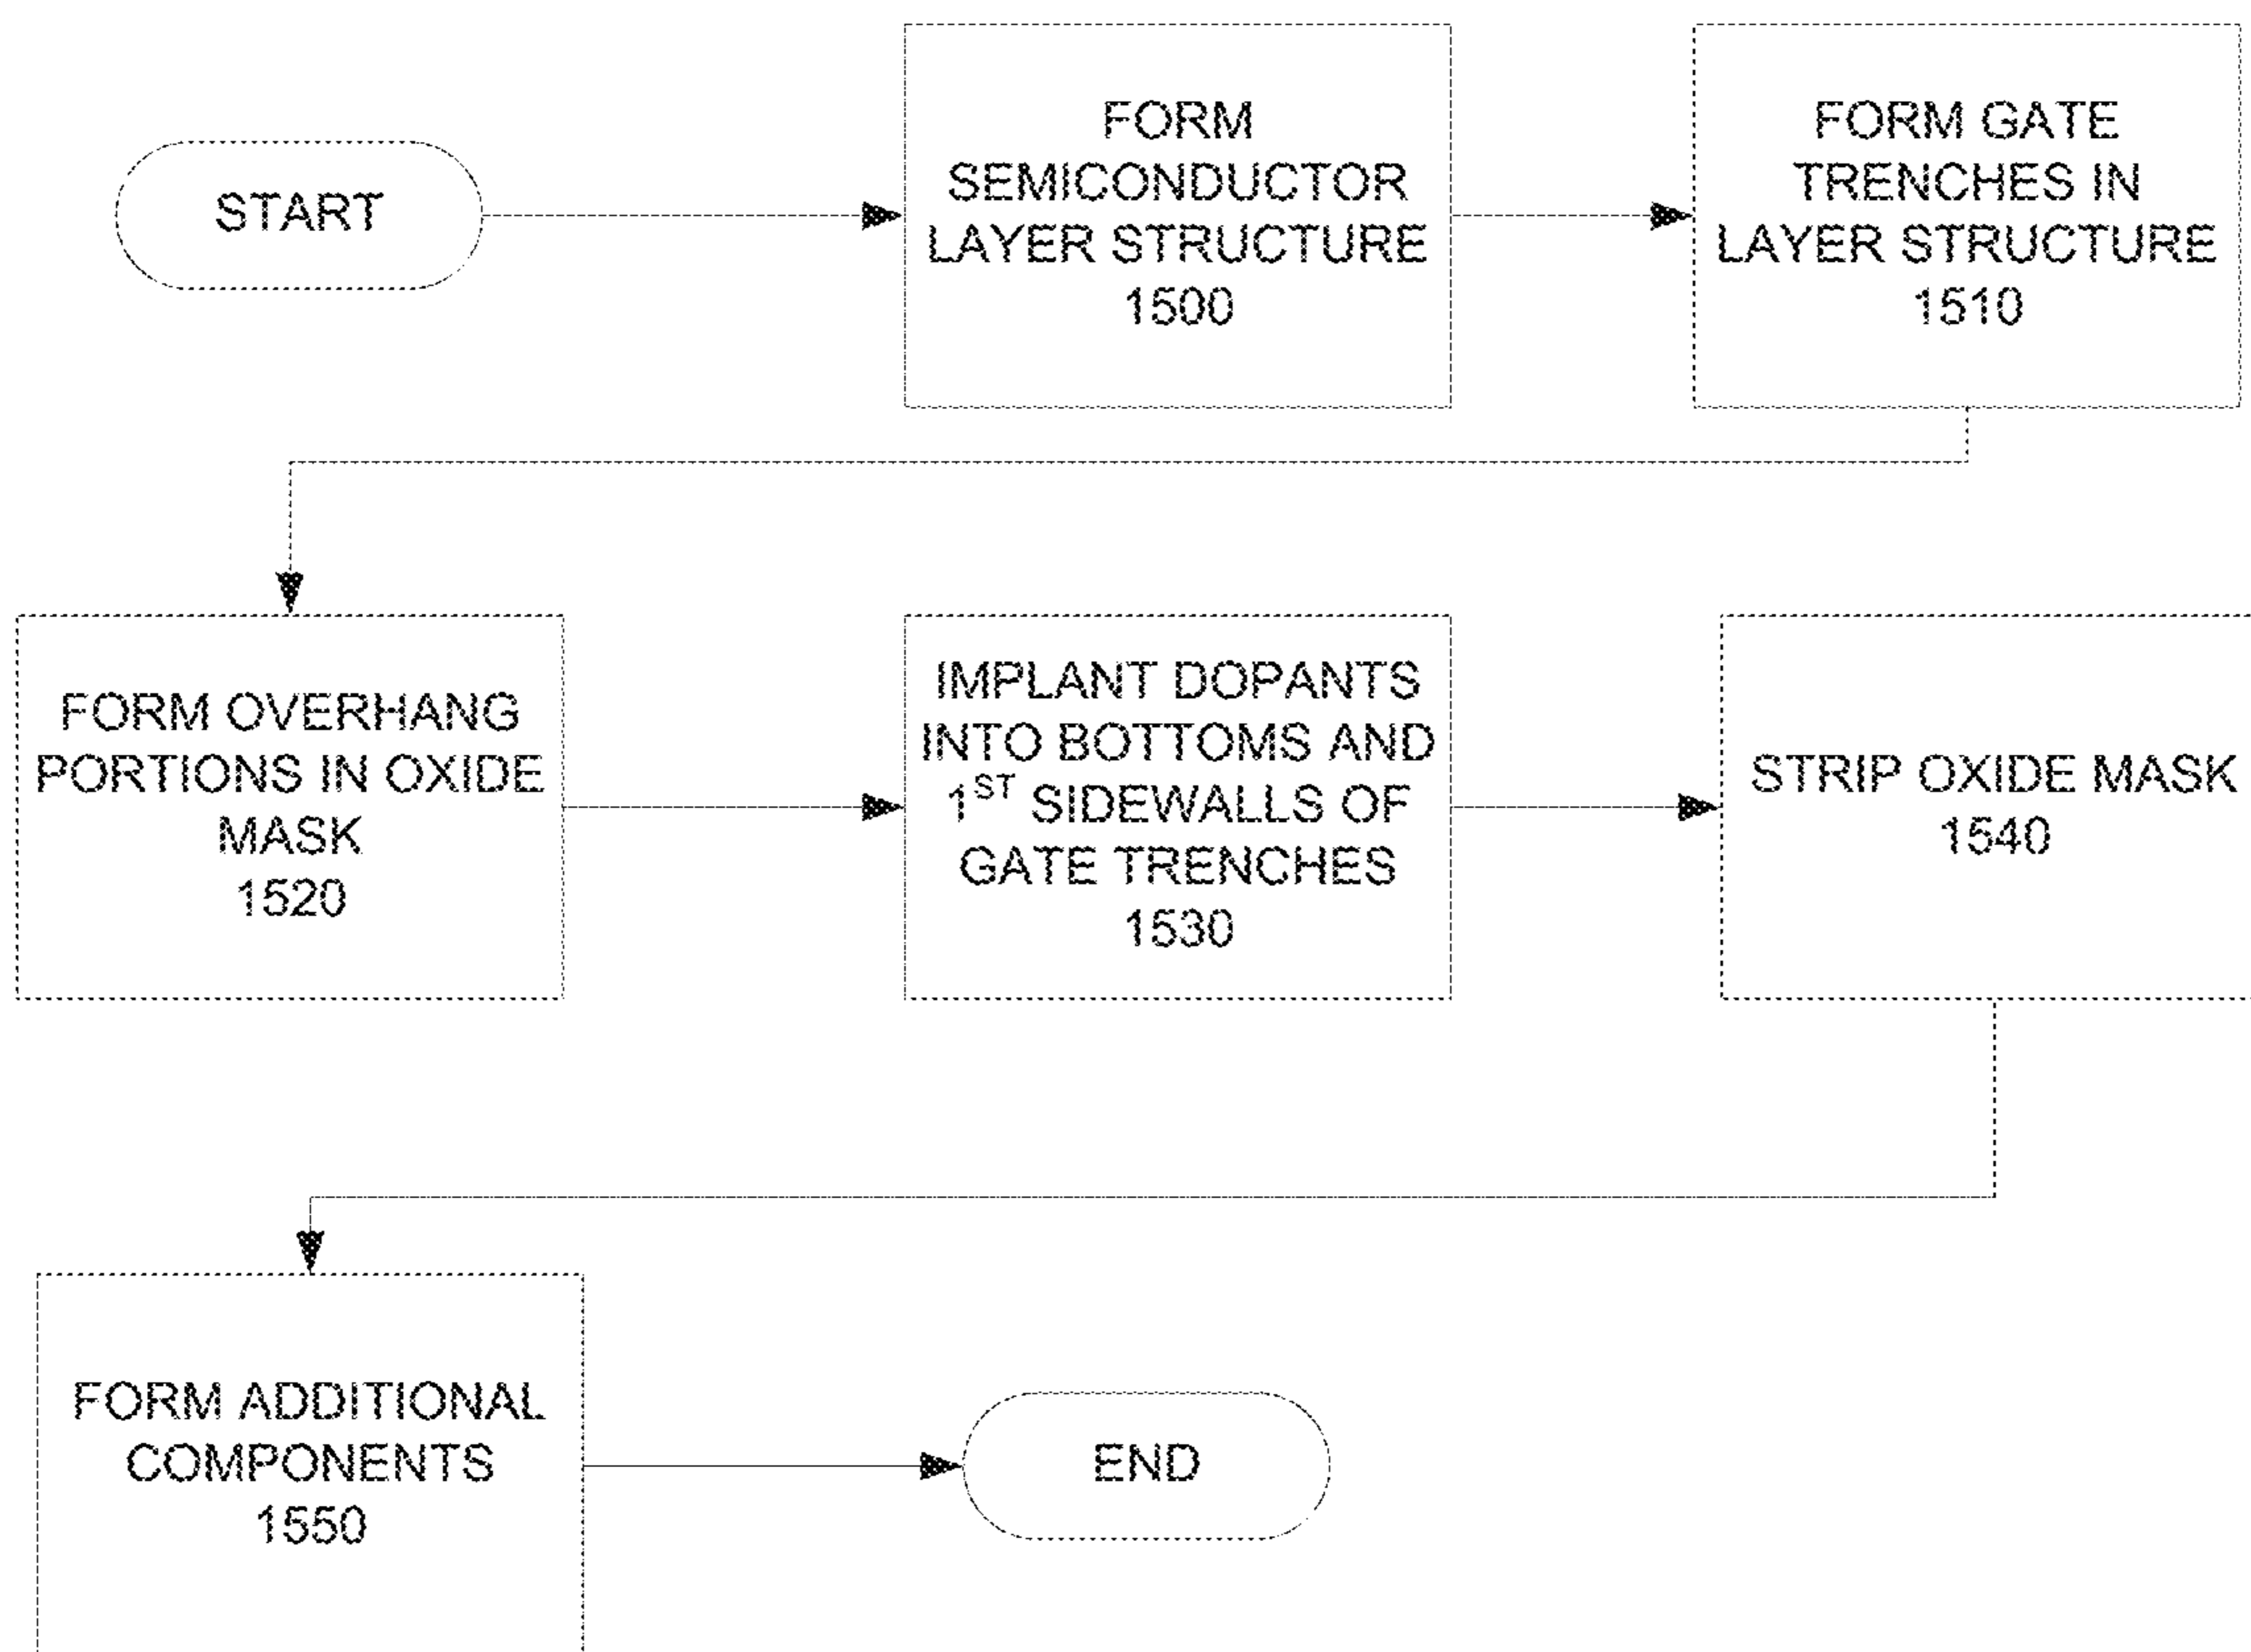 START
FORM
SEMICONDUCTOR
LAYER STRUCTURE
1500
FORM GATE
TRENCHES IN
LAYER STRUCTURE
1510
FORM OVERHANG
PORTIONS IN OXIDE
MASK
1520
IMPLANT DOPANTS
INTO BOTTOMS AND
1ST SIDEWALLS OF
GATE TRENCHES
1530
STRIP OXIDE MASK
1540
FORM ADDITIONAL
COMPONENTS
1550
END